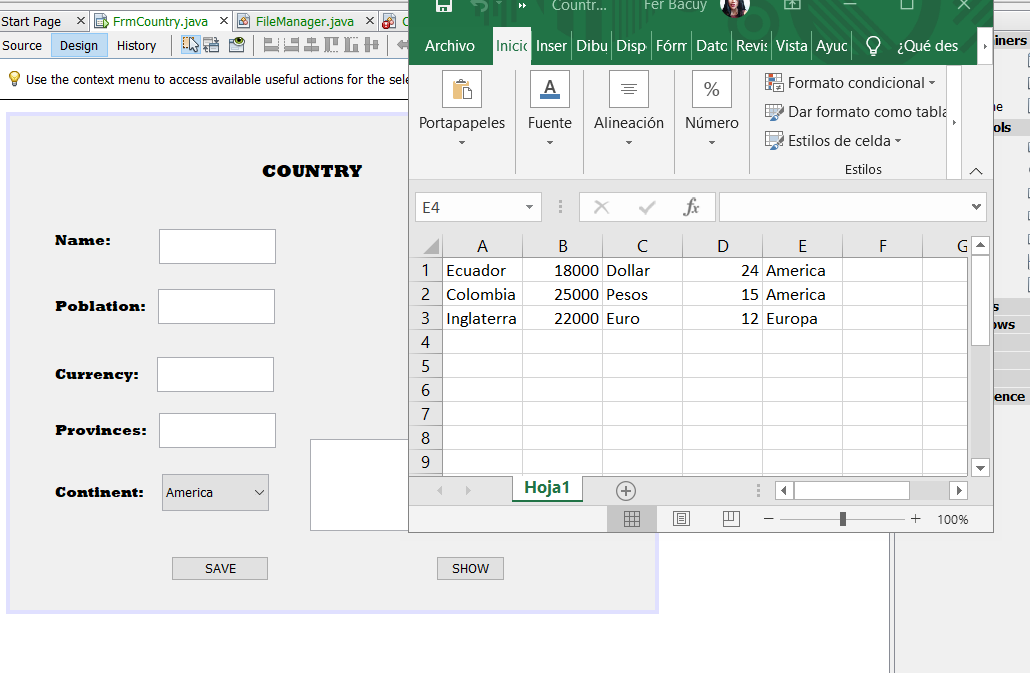 Start Page
FrmCountry.java
FileManager.java
C
Source
Design
History
Use the context menu to access available useful actions for the sele
COUNTRY
Name:
Poblation:
Currency:
Provinces:
Continent:
America
SAVE
SHOW
Countr...
Fer Bacuy
Archivo
Inicio
Inser
Dibu
Disp
Fórm
Datc
Revis
Vista
Ayuc
¿Qué des
Portapapeles
Fuente
Alineación
%
Número
Formato condicional
Dar formato como tabla
Estilos de celda
Estilos
E4
fx
A B C D E F G
1 Ecuador 18000 Dollar 24 America
2 Colombia 25000 Pesos 15 America
3 Inglaterra 22000 Euro 12 Europa
4
5
6
7
8
9
Hoja1
100%
iners
ne
ols
s
ows
ence